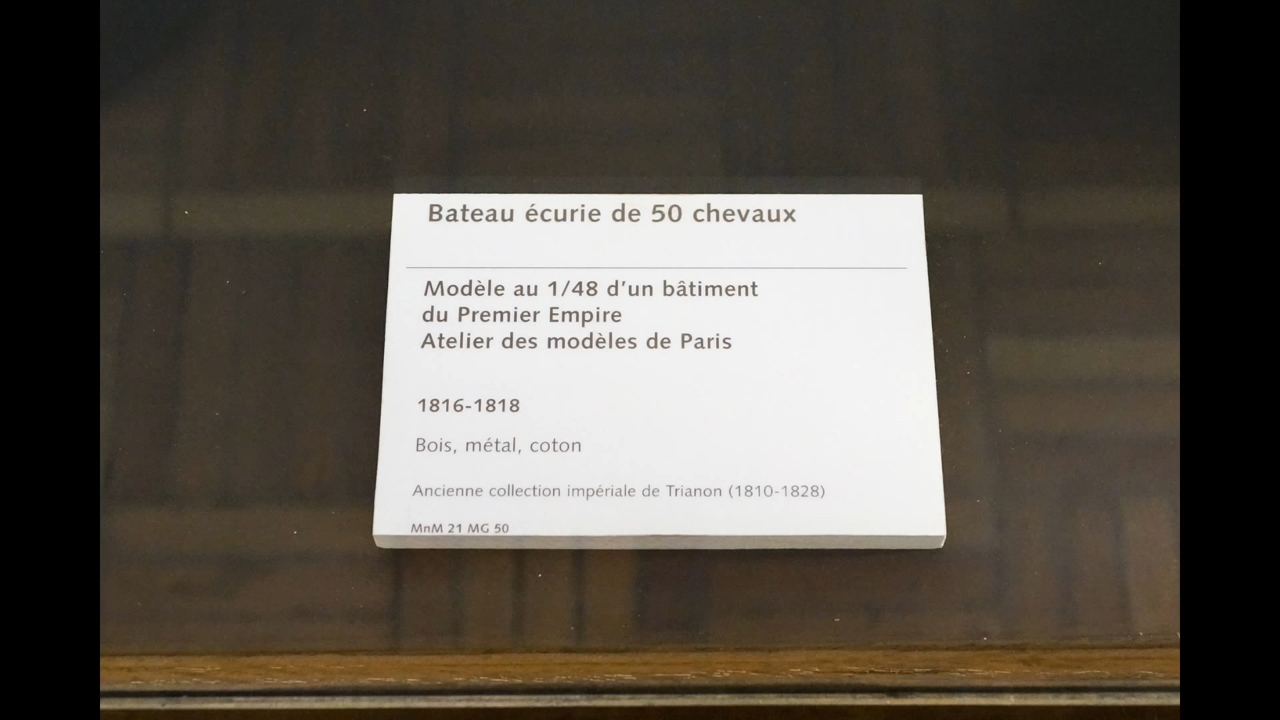 Bateau écurie de 50 chevaux
Modèle au 1/48 d’un bâtiment
du Premier Empire
Atelier des modèles de Paris
1816-1818
Bois, métal, coton
Ancienne collection impériale de Trianon (1810-1828)
MnM 21 MG 50